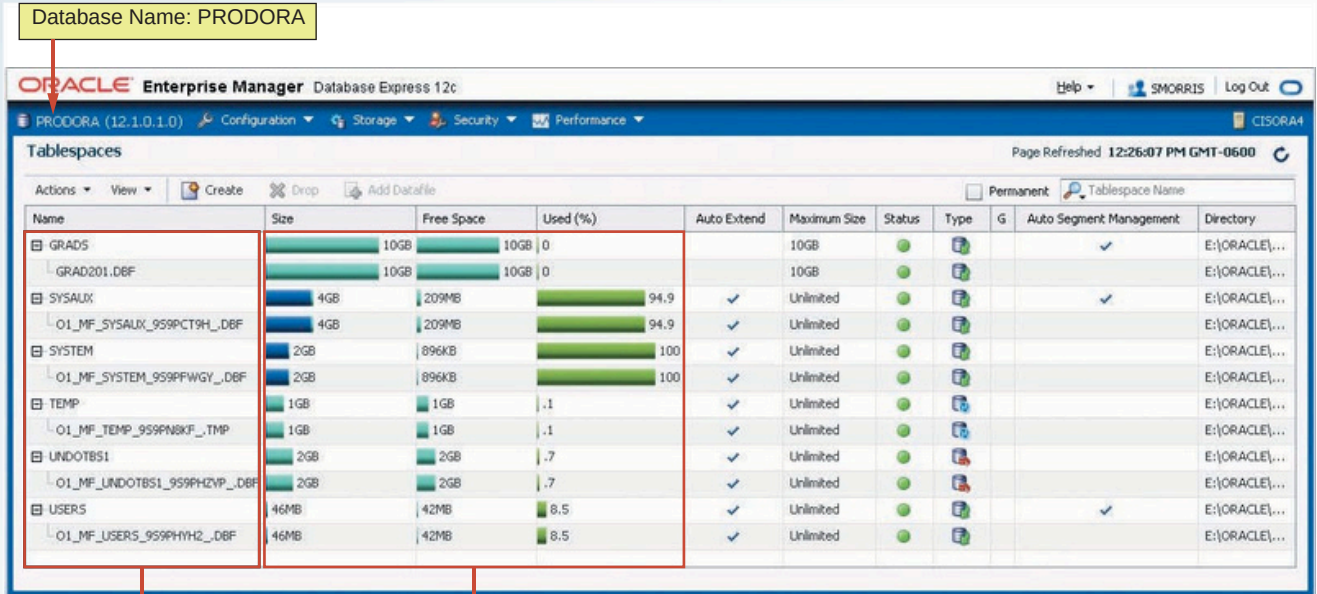 Database Name: PRODORA
ORACLE Enterprise Manager Database Express 12c Help SMORRIS Log Out
PRODORA (12.1.0.1.0) Configuration Storage Security Performance CISORA4
Tablespaces Page Refreshed 12:26:07 PM GMT-0600
Actions View Create Drop Add Datafile Permanent Tablespace Name
Name Size Free Space Used (%) Auto Extend Maximum Size Status Type G Auto Segment Management Directory
GRADS 10GB 10GB 0 10GB E:\ORACLE\...
GRAD201.DBF 10GB 10GB 0 10GB E:\ORACLE\...
SYSAUX 4GB 209MB 94.9 Unlimited E:\ORACLE\...
O1_MF_SYSAUX_9S9PCT9H_.DBF 4GB 209MB 94.9 Unlimited E:\ORACLE\...
SYSTEM 2GB 896KB 100 Unlimited E:\ORACLE\...
O1_MF_SYSTEM_9S9PFWGY_.DBF 2GB 896KB 100 Unlimited E:\ORACLE\...
TEMP 1GB 1GB .1 Unlimited E:\ORACLE\...
O1_MF_TEMP_9S9PN8KF_.TMP 1GB 1GB .1 Unlimited E:\ORACLE\...
UNDOTBS1 2GB 2GB .7 Unlimited E:\ORACLE\...
O1_MF_UNDOTBS1_9S9PHZVP_.DBF 2GB 2GB .7 Unlimited E:\ORACLE\...
USERS 46MB 42MB 8.5 Unlimited E:\ORACLE\...
O1_MF_USERS_9S9PHYH2_.DBF 46MB 42MB 8.5 Unlimited E:\ORACLE\...